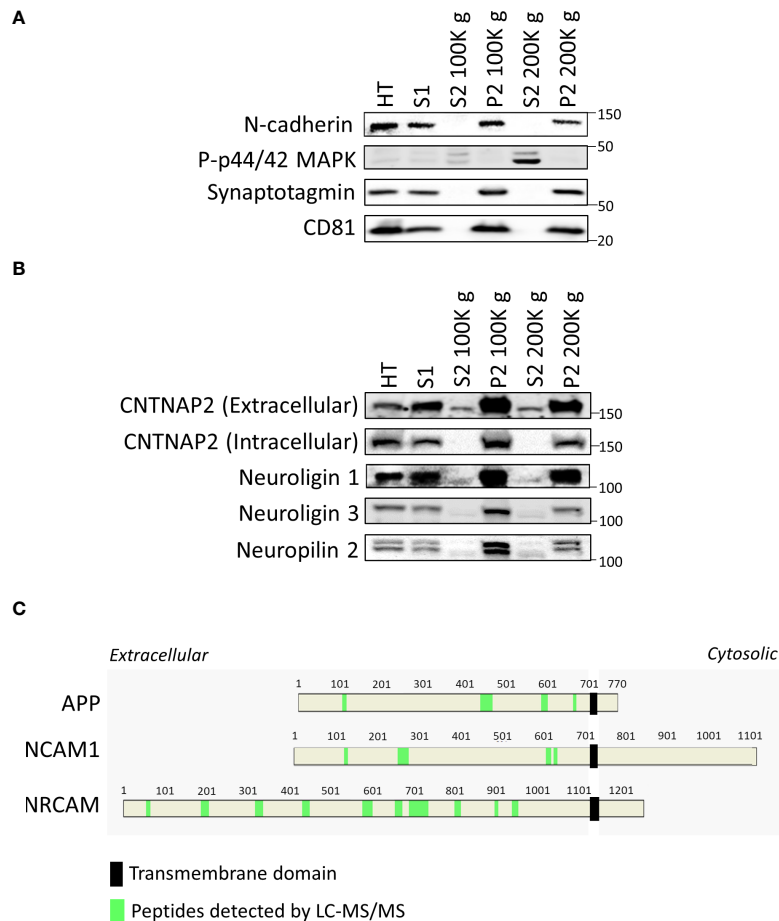 A
HT
S1
S2 100K g
P2 100K g
S2 200K g
P2 200K g
N-cadherin
150
P-p44/42 MAPK
50
Synaptotagmin
50
CD81
20
B
HT
S1
S2 100K g
P2 100K g
S2 200K g
P2 200K g
CNTNAP2 (Extracellular)
150
CNTNAP2 (Intracellular)
150
Neuroligin 1
100
Neuroligin 3
100
Neuropilin 2
100
C
Extracellular Cytosolic
1 101 201 301 401 501 601 701 770
APP
1 101 201 301 401 501 601 701 801 901 1001 1101
NCAM1
1 101 201 301 401 501 601 701 801 901 1001 1101 1201
NRCAM
Transmembrane domain
Peptides detected by LC-MS/MS